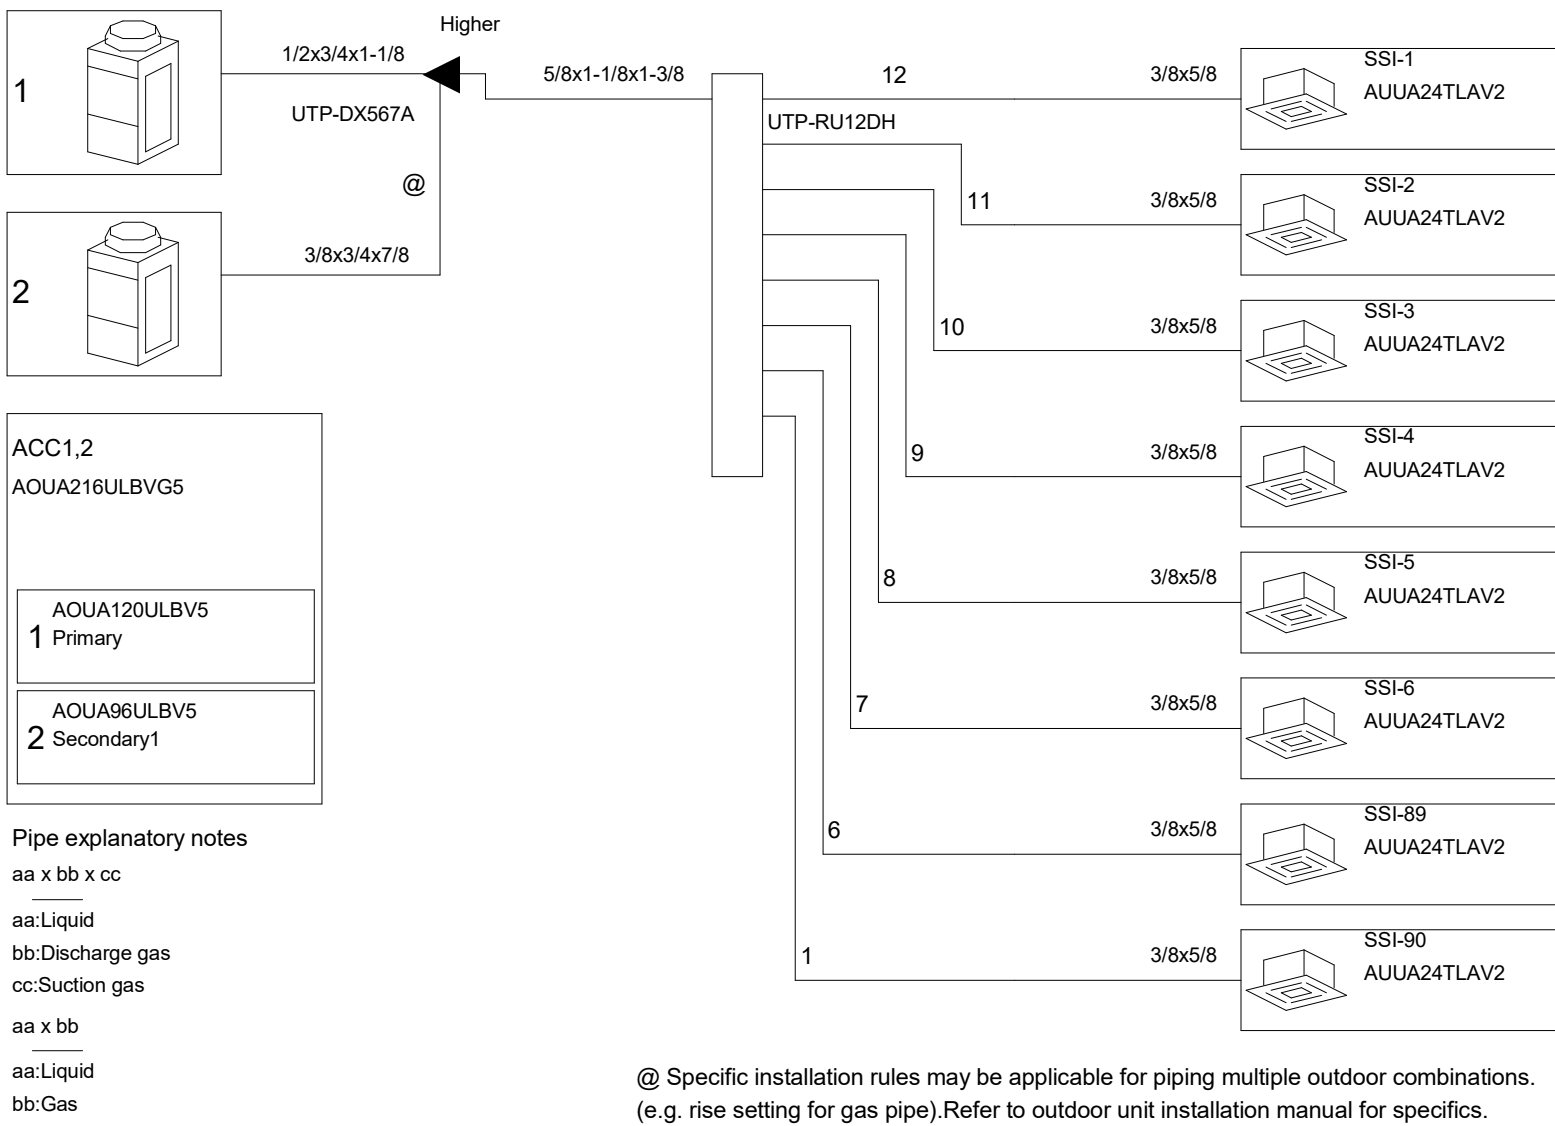 Higher
1/2x3/4x1-1/8
5/8x1-1/8x1-3/8
12
3/8x5/8
SSI-1
AUUA24TLAV2
1
UTP-DX567A
UTP-RU12DH
@
11
3/8x5/8
SSI-2
AUUA24TLAV2
3/8x3/4x7/8
2
10
3/8x5/8
SSI-3
AUUA24TLAV2
ACC1,2
AOUA216ULBVG5
9
3/8x5/8
SSI-4
AUUA24TLAV2
8
3/8x5/8
SSI-5
AUUA24TLAV2
AOUA120ULBV5
1 Primary
AOUA96ULBV5
2 Secondary1
7
3/8x5/8
SSI-6
AUUA24TLAV2
6
3/8x5/8
SSI-89
AUUA24TLAV2
1
3/8x5/8
SSI-90
AUUA24TLAV2
Pipe explanatory notes
aa x bb x cc
aa:Liquid
bb:Discharge gas
cc:Suction gas
aa x bb
aa:Liquid
bb:Gas
@ Specific installation rules may be applicable for piping multiple outdoor combinations.
(e.g. rise setting for gas pipe).Refer to outdoor unit installation manual for specifics.